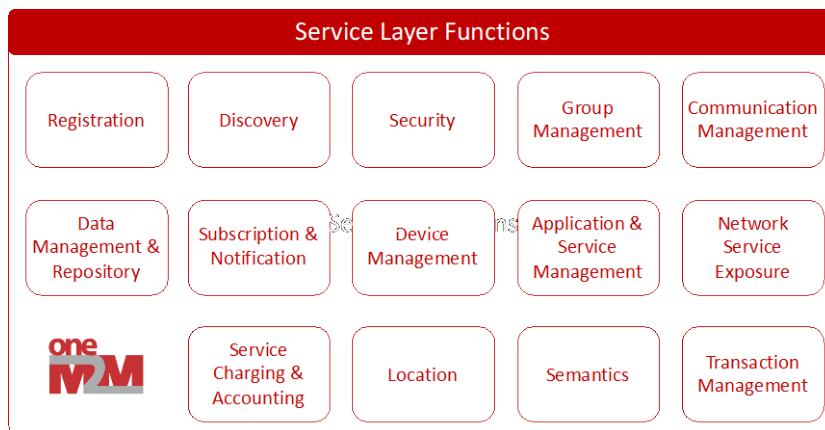 Service Layer Functions
Registration
Discovery
Security
Group
Management
Communication
Management
Data
Management &
Repository
Subscription &
Notification
Device
Management
Application &
Service
Management
Network
Service
Exposure
one
M2M
Service
Charging &
Accounting
Location
Semantics
Transaction
Management